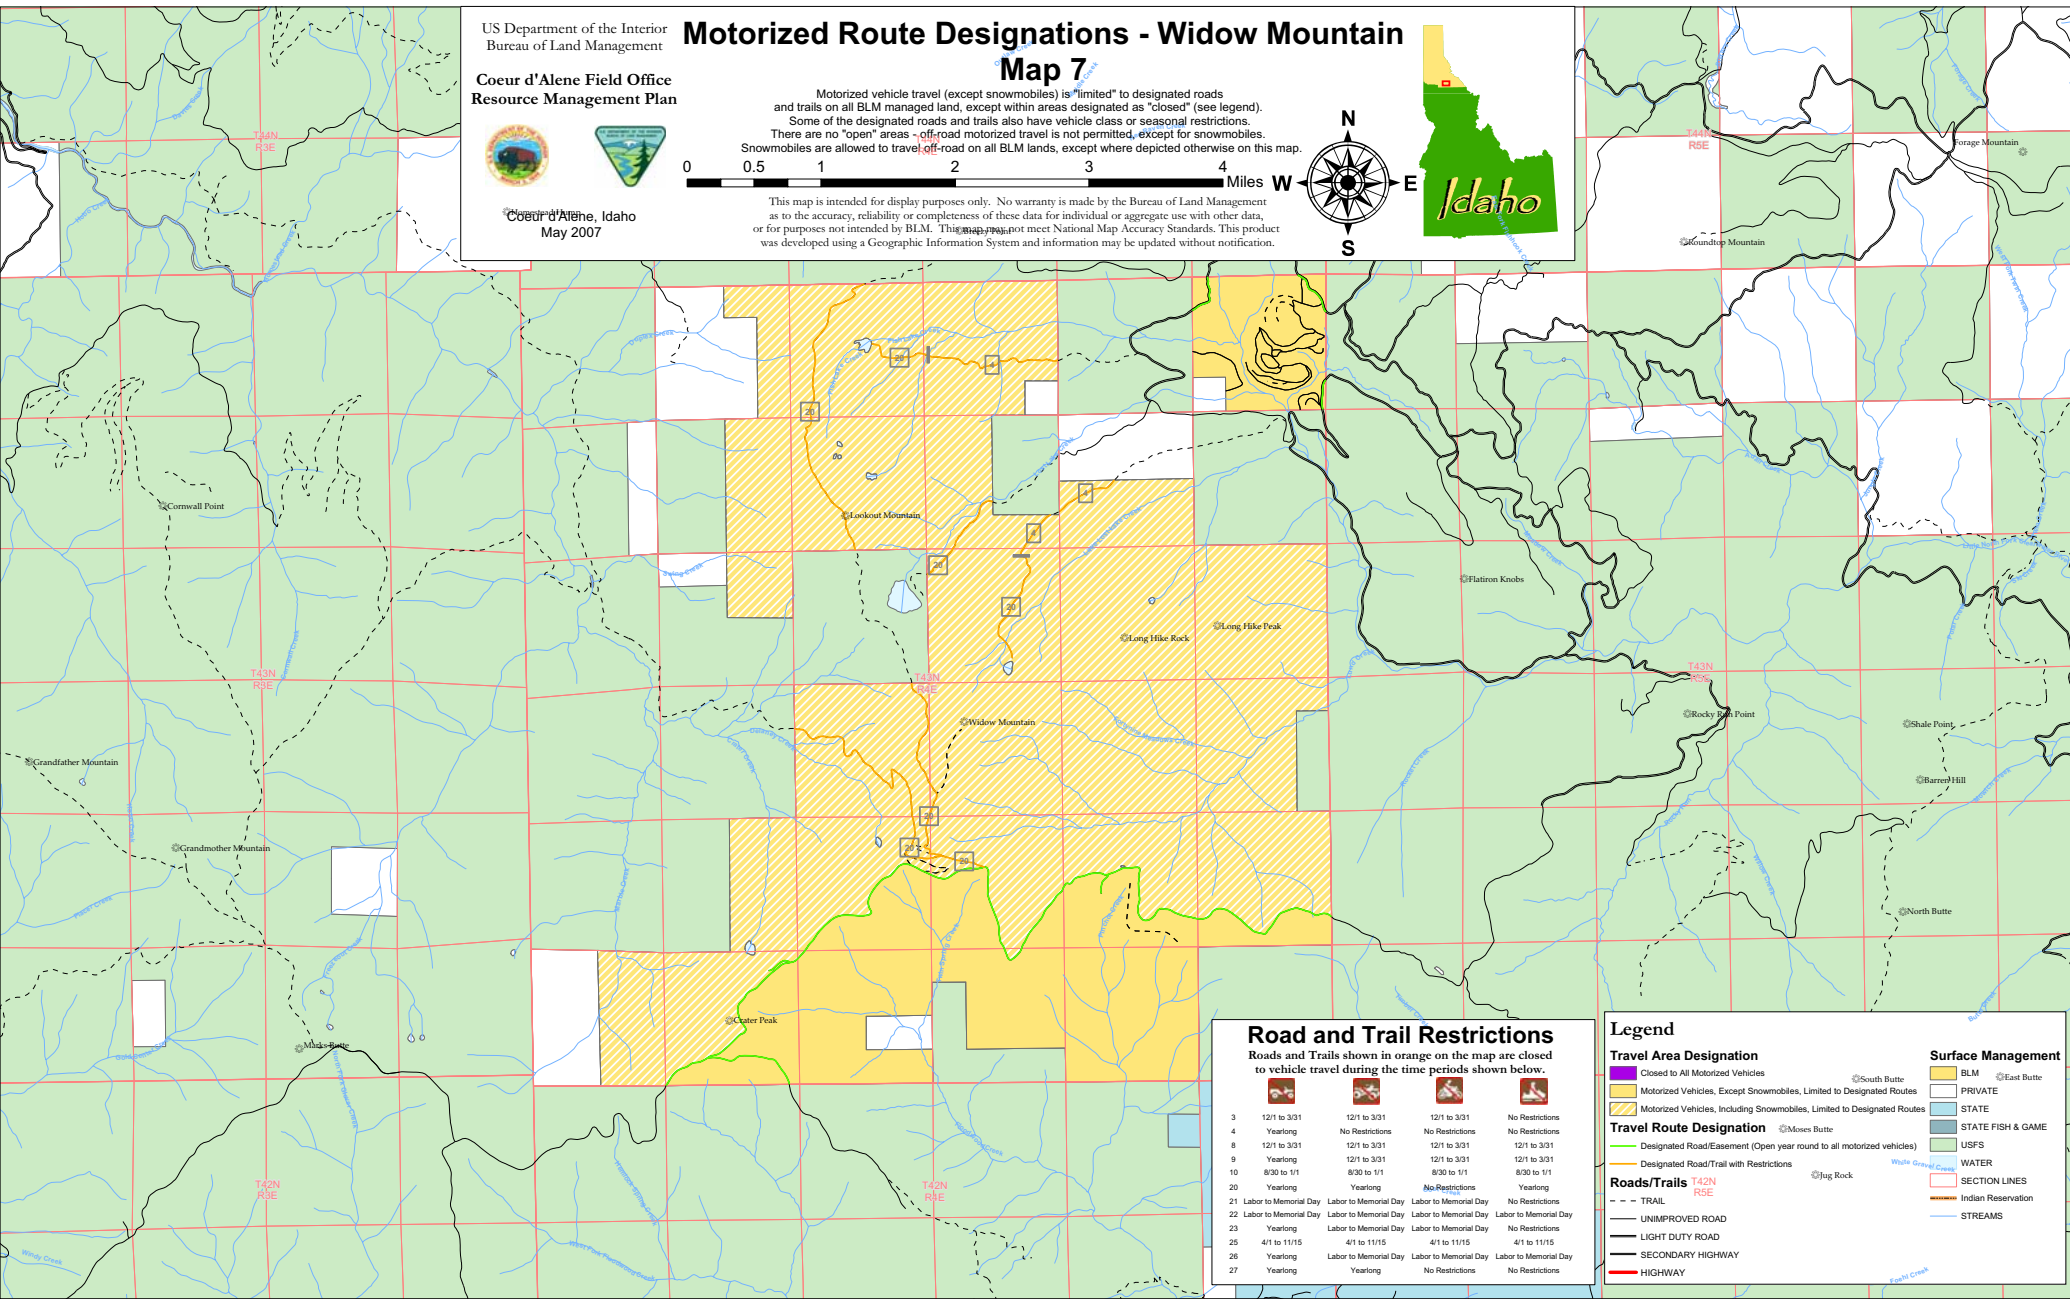 US Department of the Interior
Bureau of Land Management
Coeur d'Alene Field Office
Resource Management Plan
Coeur d'Alene, Idaho
May 2007
Motorized Route Designations - Widow Mountain
Map 7
Motorized vehicle travel (except snowmobiles) is "limited" to designated roads
and trails on all BLM managed land, except within areas designated as "closed" (see legend).
Some of the designated roads and trails also have vehicle class or seasonal restrictions.
There are no "open" areas - off-road motorized travel is not permitted, except for snowmobiles.
Snowmobiles are allowed to travel off-road on all BLM lands, except where depicted otherwise on this map.
0 0.5 1 2 3 4 Miles
This map is intended for display purposes only. No warranty is made by the Bureau of Land Management
as to the accuracy, reliability or completeness of these data for individual or aggregate use with other data,
or for purposes not intended by BLM. This map may not meet National Map Accuracy Standards. This product
was developed using a Geographic Information System and information may be updated without notification.
N
W E
S
Idaho
T44N
R3E
T44N
R5E
Forage Mountain
Roundtop Mountain
20
4
20
Cornwall Point
Lookout Mountain
4
4
20
20
Flatiron Knobs
Long Hike Rock
Long Hike Peak
T43N
R3E
T43N
R4E
T43N
R5E
Widow Mountain
Rocky Run Point
Shale Point
Grandfather Mountain
Barren Hill
20
Grandmother Mountain
20
20
North Butte
Crater Peak
Marks Butte
T42N
R3E
T42N
R4E
Windy Creek
Foehl Creek
Road and Trail Restrictions
Roads and Trails shown in orange on the map are closed
to vehicle travel during the time periods shown below.
3 12/1 to 3/31 12/1 to 3/31 12/1 to 3/31 No Restrictions
4 Yearlong No Restrictions No Restrictions No Restrictions
8 12/1 to 3/31 12/1 to 3/31 12/1 to 3/31 12/1 to 3/31
9 Yearlong 12/1 to 3/31 12/1 to 3/31 12/1 to 3/31
10 8/30 to 1/1 8/30 to 1/1 8/30 to 1/1 8/30 to 1/1
20 Yearlong Yearlong No Restrictions Yearlong
21 Labor to Memorial Day Labor to Memorial Day Labor to Memorial Day No Restrictions
22 Labor to Memorial Day Labor to Memorial Day Labor to Memorial Day Labor to Memorial Day
23 Yearlong Labor to Memorial Day Labor to Memorial Day No Restrictions
25 4/1 to 11/15 4/1 to 11/15 4/1 to 11/15 4/1 to 11/15
26 Yearlong Labor to Memorial Day Labor to Memorial Day Labor to Memorial Day
27 Yearlong Yearlong No Restrictions No Restrictions
Legend
Travel Area Designation
Closed to All Motorized Vehicles
Motorized Vehicles, Except Snowmobiles, Limited to Designated Routes
Motorized Vehicles, Including Snowmobiles, Limited to Designated Routes
Travel Route Designation
Designated Road/Easement (Open year round to all motorized vehicles)
Designated Road/Trail with Restrictions
Roads/Trails
TRAIL
UNIMPROVED ROAD
LIGHT DUTY ROAD
SECONDARY HIGHWAY
HIGHWAY
South Butte
Moses Butte
Jug Rock
East Butte
White Gravel Creek
T42N
R5E
Surface Management
BLM
PRIVATE
STATE
STATE FISH & GAME
USFS
WATER
SECTION LINES
Indian Reservation
STREAMS